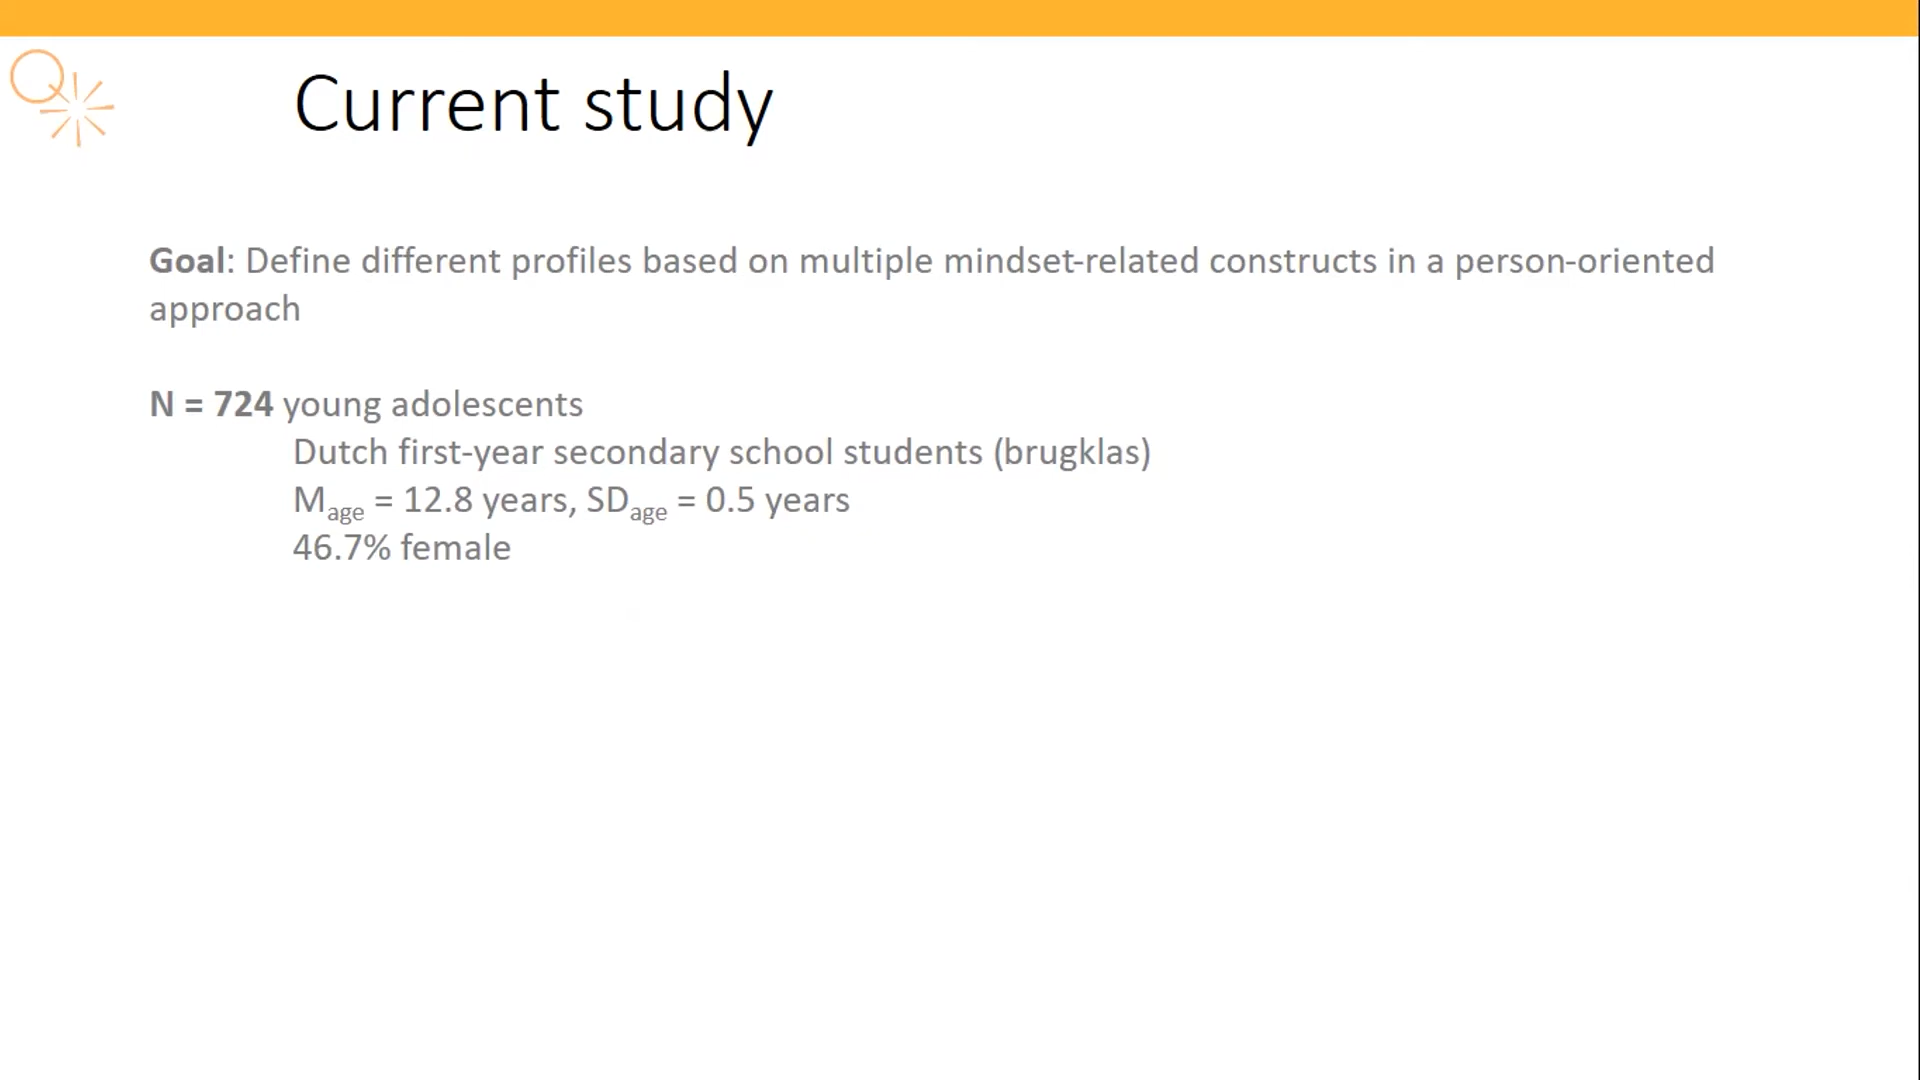 Current study
Goal: Define different profiles based on multiple mindset-related constructs in a person-oriented
approach
N = 724 young adolescents
Dutch first-year secondary school students (brugklas)
Mage = 12.8 years, SDage = 0.5 years
46.7% female